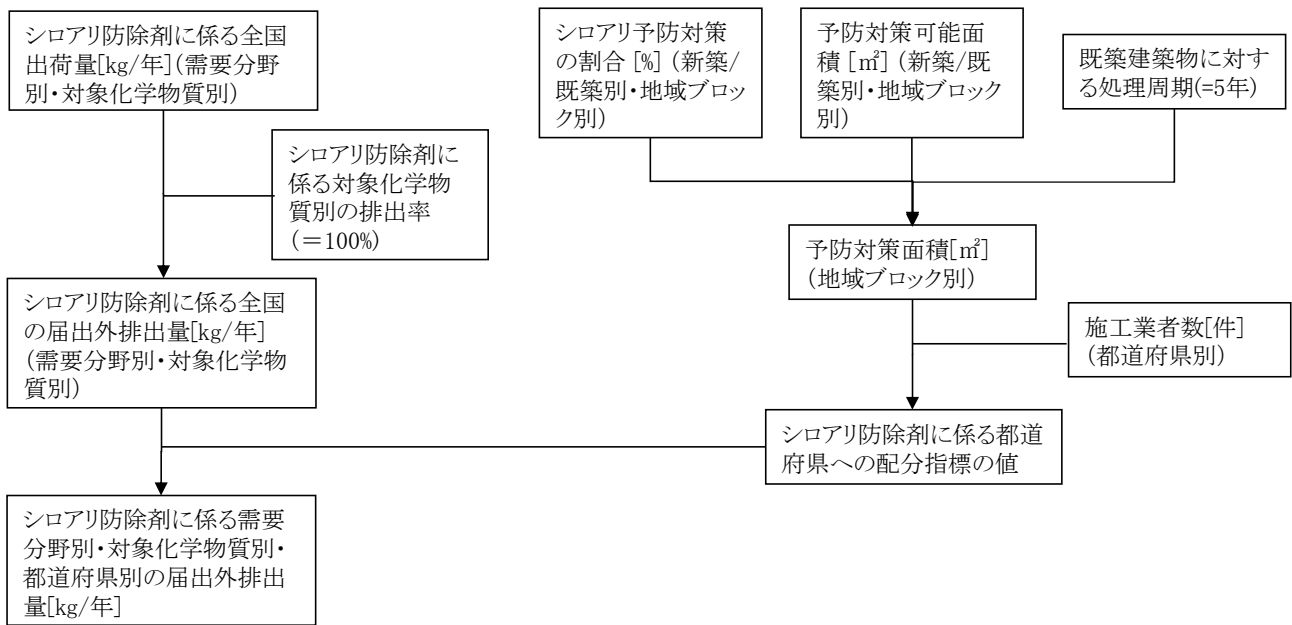 シロアリ防除剤に係る全国
出荷量[kg/年](需要分野
別・対象化学物質別)
シロアリ予防対策
の割合 [%] (新築/
既築別・地域ブロッ
ク別)
予防対策可能面
積 [㎡] (新築/既
築別・地域ブロック
別)
既築建築物に対す
る処理周期(=5年)
シロアリ防除剤に
係る対象化学物
質別の排出率
(=100%)
予防対策面積[㎡]
(地域ブロック別)
シロアリ防除剤に係る全国
の届出外排出量[kg/年]
(需要分野別・対象化学物
質別)
施工業者数[件]
(都道府県別)
シロアリ防除剤に係る都道
府県への配分指標の値
シロアリ防除剤に係る需要
分野別・対象化学物質別・
都道府県別の届出外排出
量[kg/年]